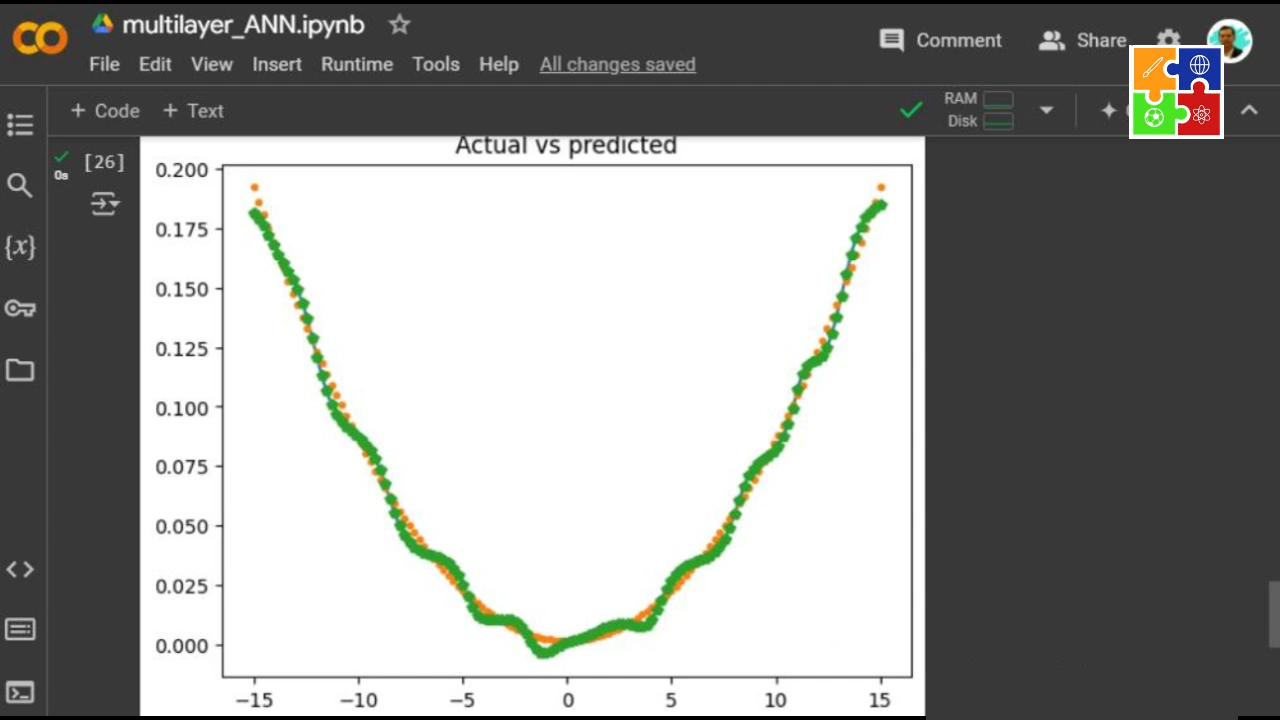 multilayer_ANN.ipynb
Comment
Share
File Edit View Insert Runtime Tools Help All changes saved
+ Code + Text
RAM
Disk
[26]
0s
Actual vs predicted
{x}
0.200
0.175
0.150
0.125
0.100
0.075
0.050
0.025
0.000
−15 −10 −5 0 5 10 15